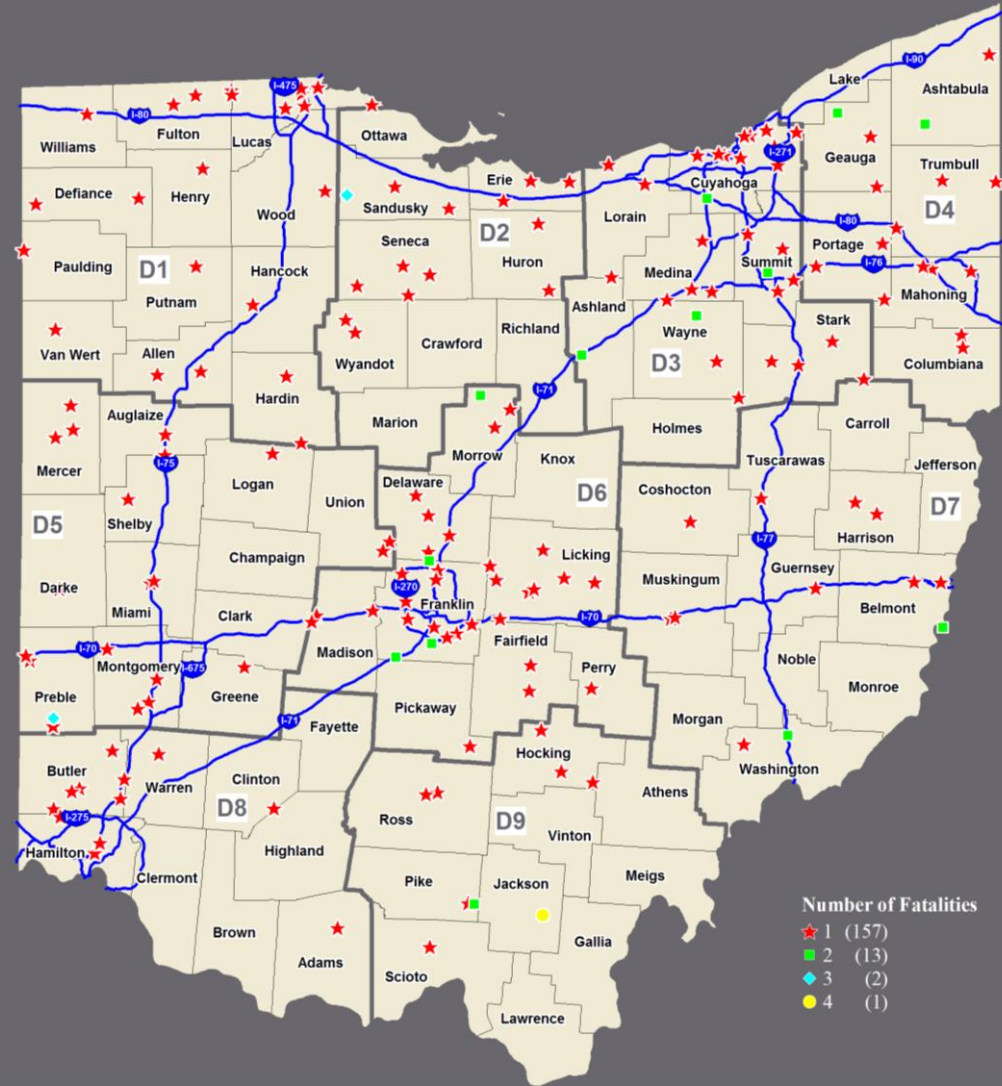 I-90
Lake
I-475
Ashtabula
I-80
Fulton
Lucas
Ottawa
Williams
I-271
Geauga
Trumbull
Erie
Cuyahoga
Defiance
Henry
Wood
Sandusky
Lorain
D2
D4
I-80
Seneca
Huron
Portage
Paulding
D1
Hancock
Medina
Summit
I-76
Putnam
Ashland
Mahoning
Richland
Wayne
Stark
Van Wert
Allen
Wyandot
Crawford
D3
Columbiana
I-71
Hardin
Auglaize
Marion
Holmes
Carroll
Mercer
I-75
Morrow
Knox
Tuscarawas
Jefferson
Logan
Delaware
Union
D6
Coshocton
D7
D5
Shelby
Harrison
I-77
Champaign
Licking
Darke
I-270
Muskingum
Guernsey
Miami
Clark
Franklin
I-70
Belmont
I-70
Montgomery
I-675
Madison
Fairfield
Noble
Preble
Greene
Perry
Monroe
Pickaway
I-71
Fayette
Morgan
Butler
Hocking
Washington
Warren
Clinton
Athens
D8
I-275
Ross
D9
Vinton
Hamilton
Highland
Clermont
Pike
Jackson
Meigs
Number of Fatalities
1 (157)
2 (13)
3 (2)
4 (1)
Brown
Gallia
Adams
Scioto
Lawrence